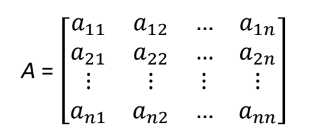 A = [ a₁₁ a₁₂ … a₁ₙ
a₂₁ a₂₂ … a₂ₙ
⋮ ⋮ ⋮ ⋮
aₙ₁ aₙ₂ … aₙₙ ]